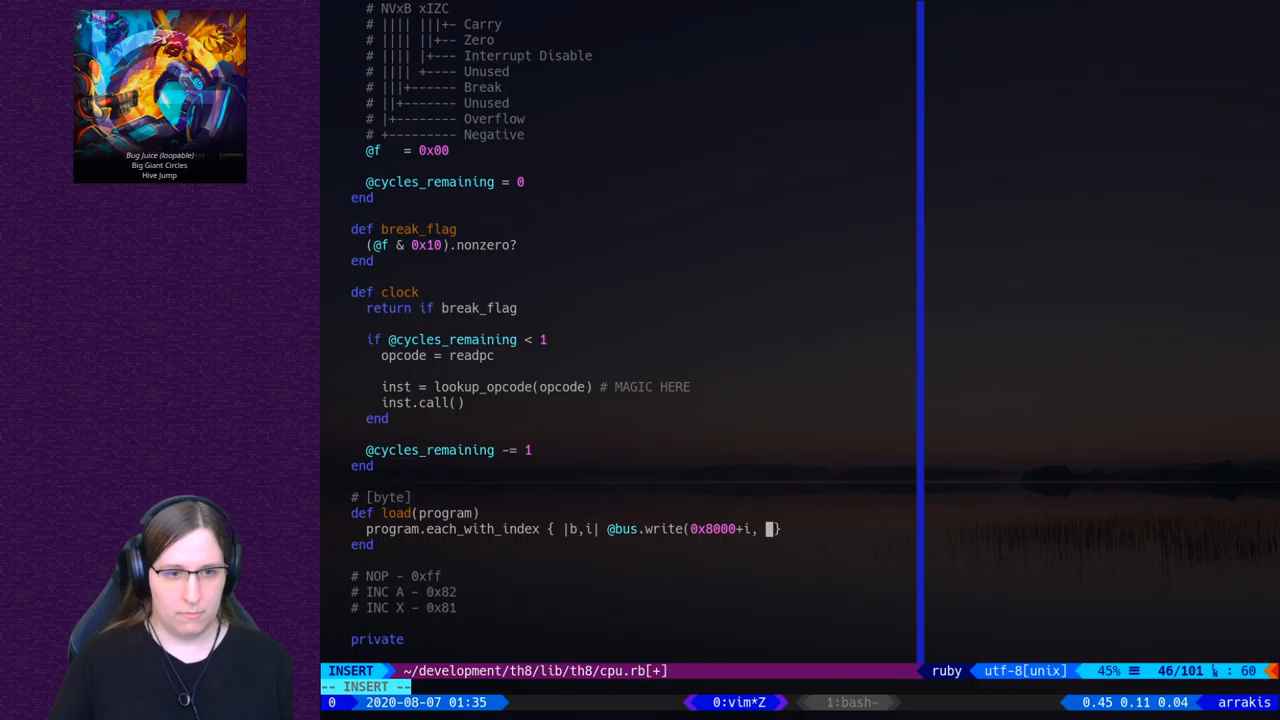 Bug Juice (loopable)
Big Giant Circles
Hive Jump
# NVxB xIZC
# |||| |||+- Carry
# |||| ||+-- Zero
# |||| |+--- Interrupt Disable
# |||| +---- Unused
# |||+------ Break
# ||+------- Unused
# |+-------- Overflow
# +--------- Negative
@f   = 0x00
@cycles_remaining = 0
end
def break_flag
(@f & 0x10).nonzero?
end
def clock
return if break_flag
if @cycles_remaining < 1
opcode = readpc
inst = lookup_opcode(opcode) # MAGIC HERE
inst.call()
end
@cycles_remaining -= 1
end
# [byte]
def load(program)
program.each_with_index { |b,i| @bus.write(0x8000+i, }
end
# NOP - 0xff
# INC A - 0x82
# INC X - 0x81
private
INSERT ~/development/th8/lib/th8/cpu.rb[+] ruby utf-8[unix] 45% 46/101 : 60
-- INSERT --
0 2020-08-07 01:35 0:vim*Z 1:bash- 0.45 0.11 0.04 arrakis